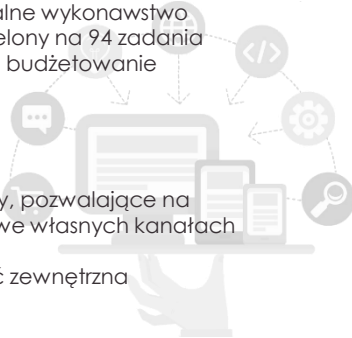 alne wykonawstwo
elony na 94 zadania
budżetowanie
y, pozwalające na
we własnych kanałach
ć zewnętrzna